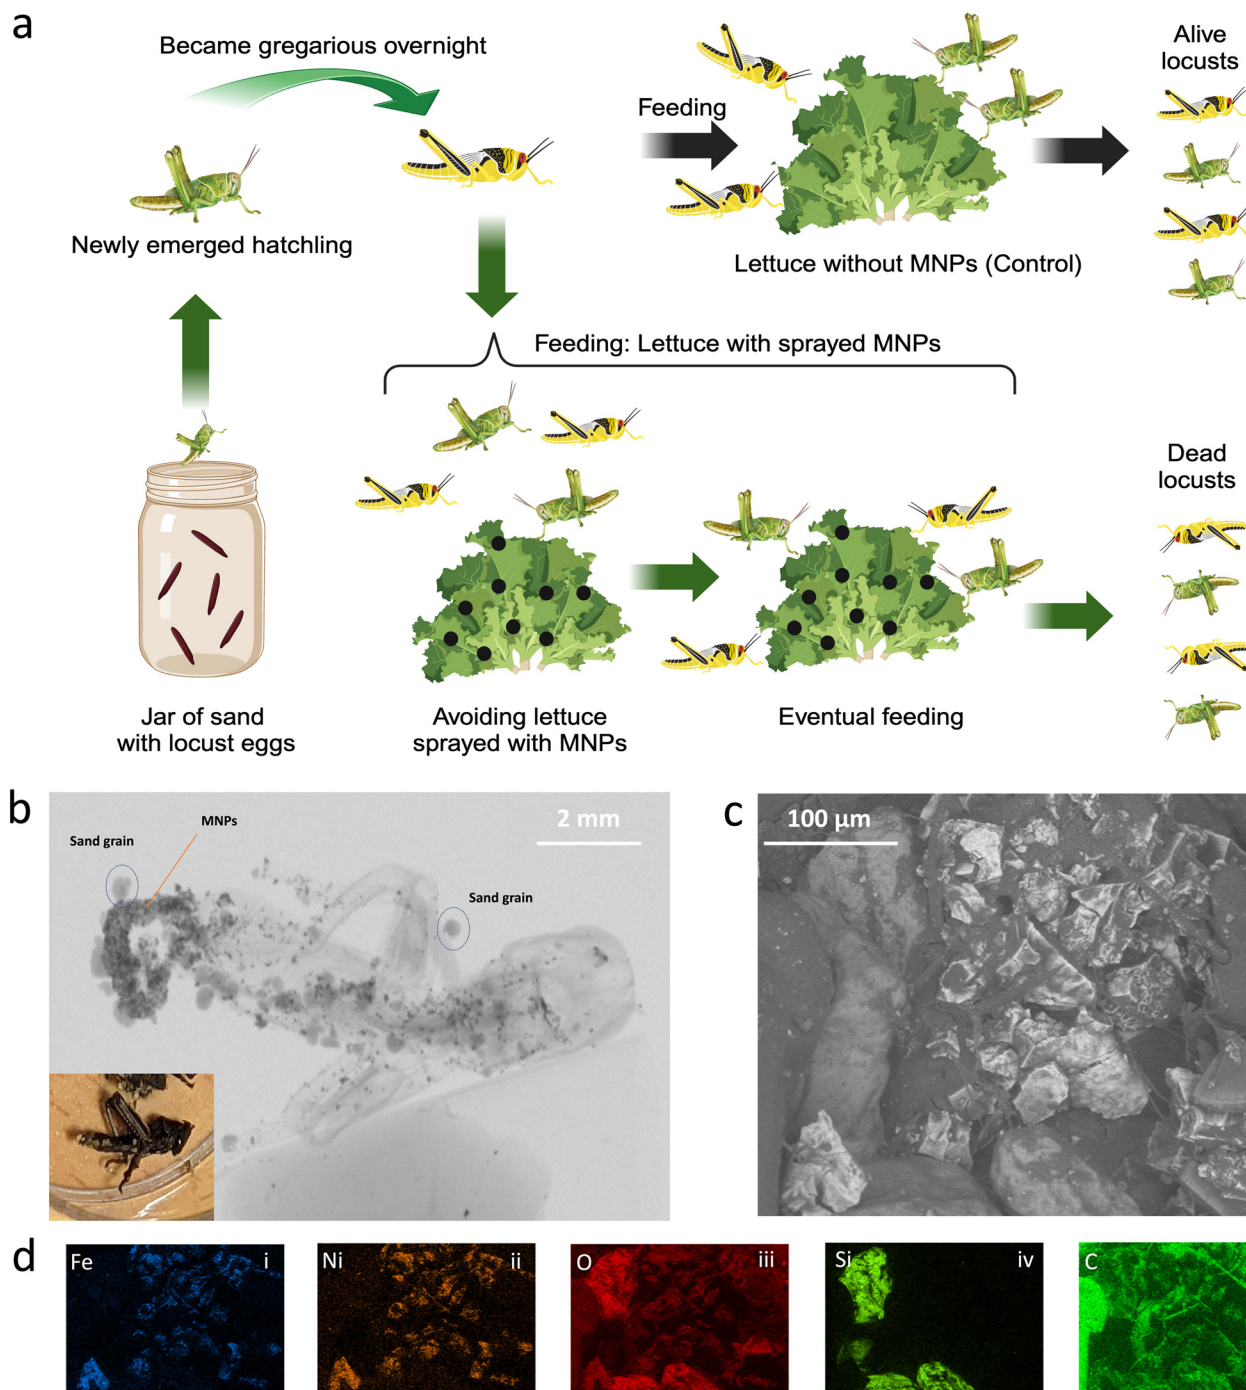 a
Became gregarious overnight
Newly emerged hatchling
Feeding
Lettuce without MNPs (Control)
Alive
locusts
Feeding: Lettuce with sprayed MNPs
Jar of sand
with locust eggs
Avoiding lettuce
sprayed with MNPs
Eventual feeding
Dead
locusts
b
MNPs
Sand grain
Sand grain
2 mm
c
100 µm
d
Fe
i
Ni
ii
O
iii
Si
iv
C